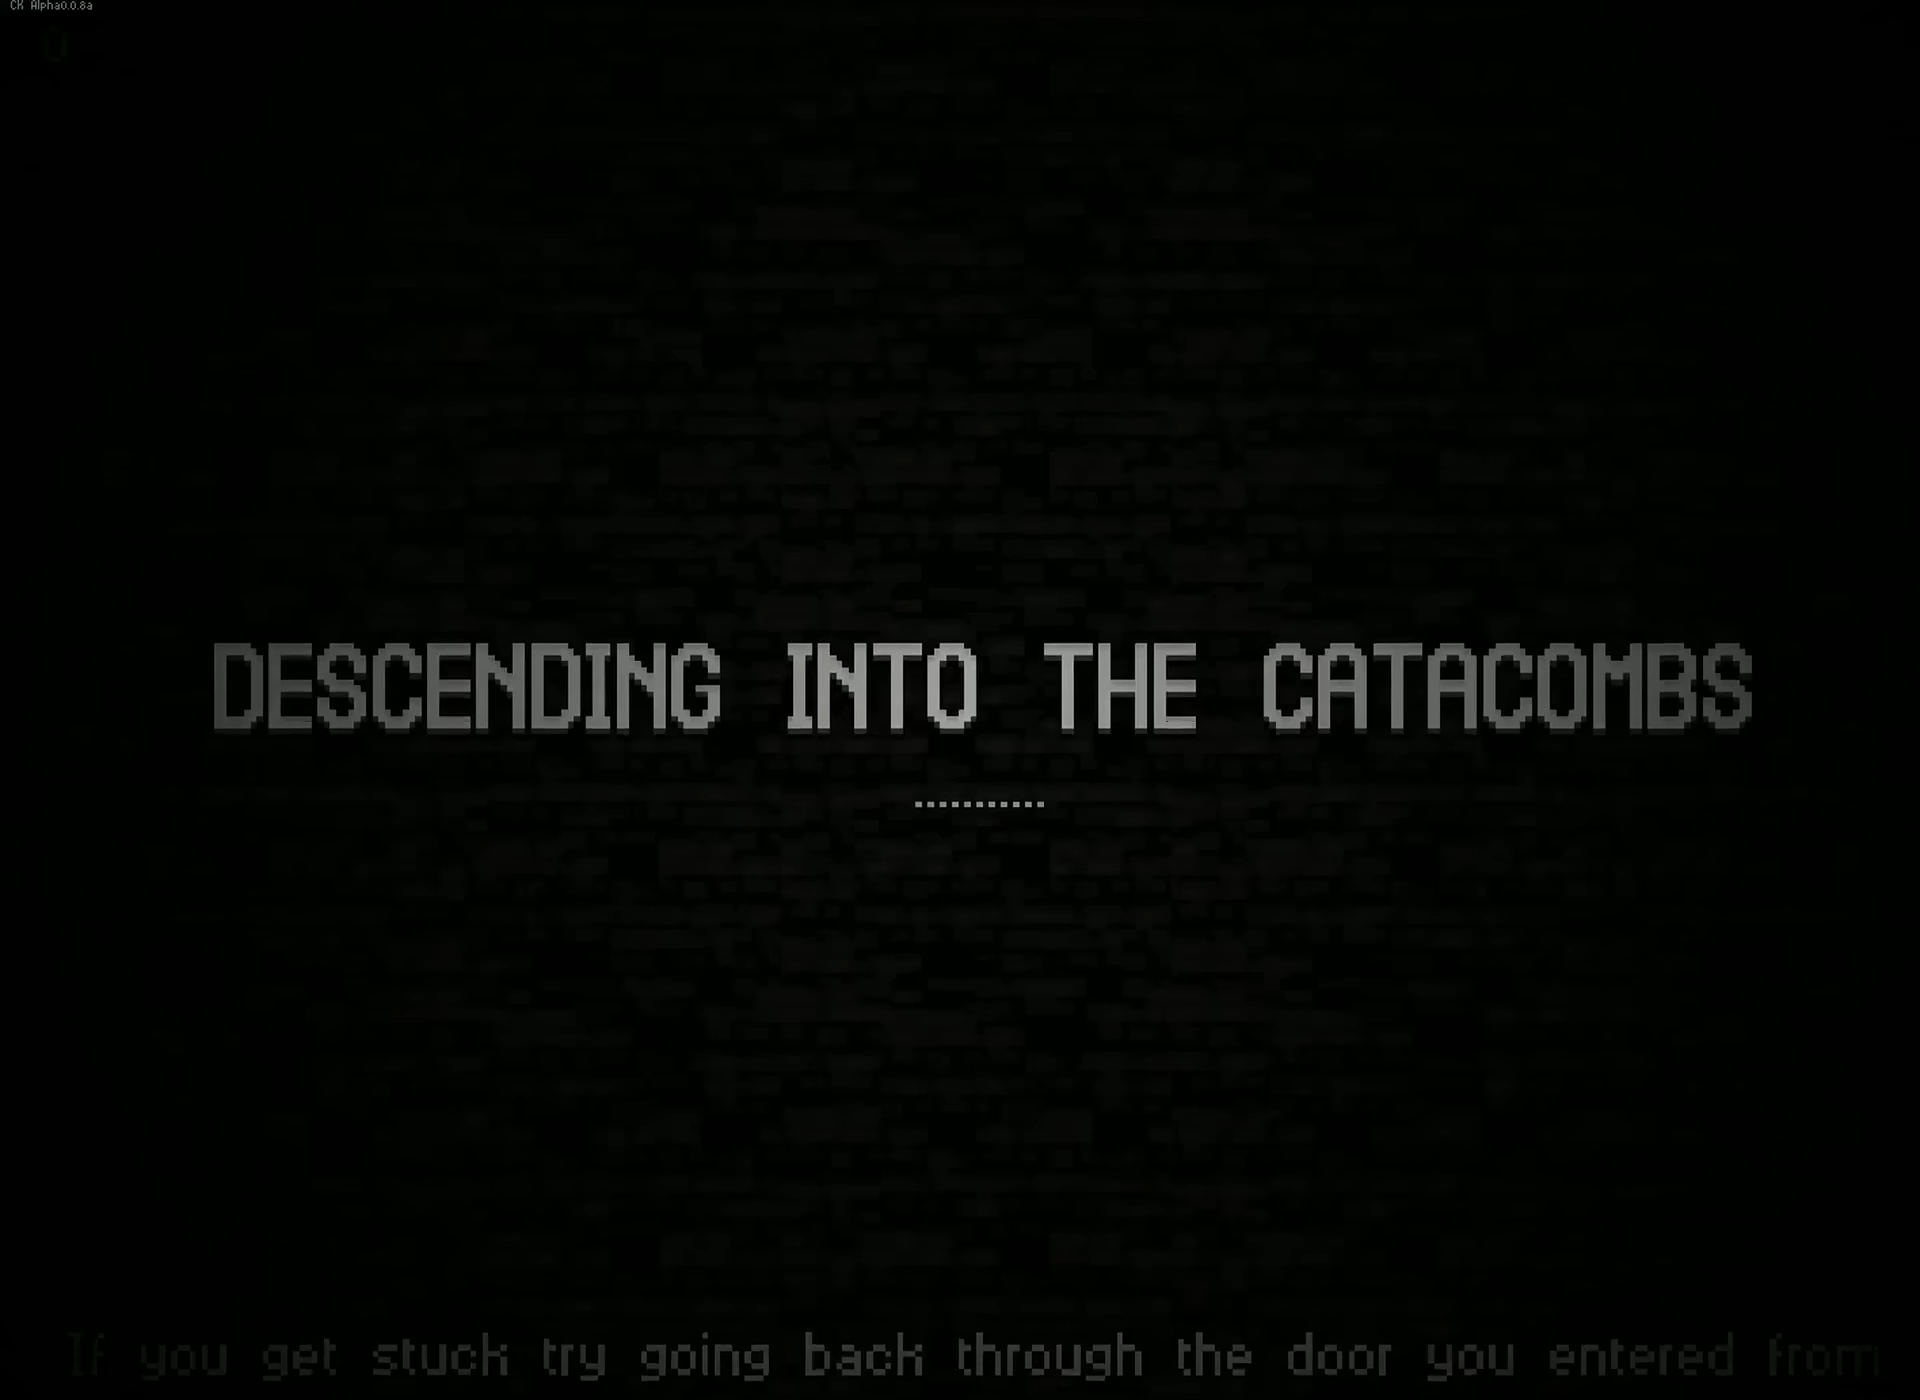 CK Alpha0.0.8a
0
DESCENDING INTO THE CATACOMBS
...........
If you get stuck try going back through the door you entered from